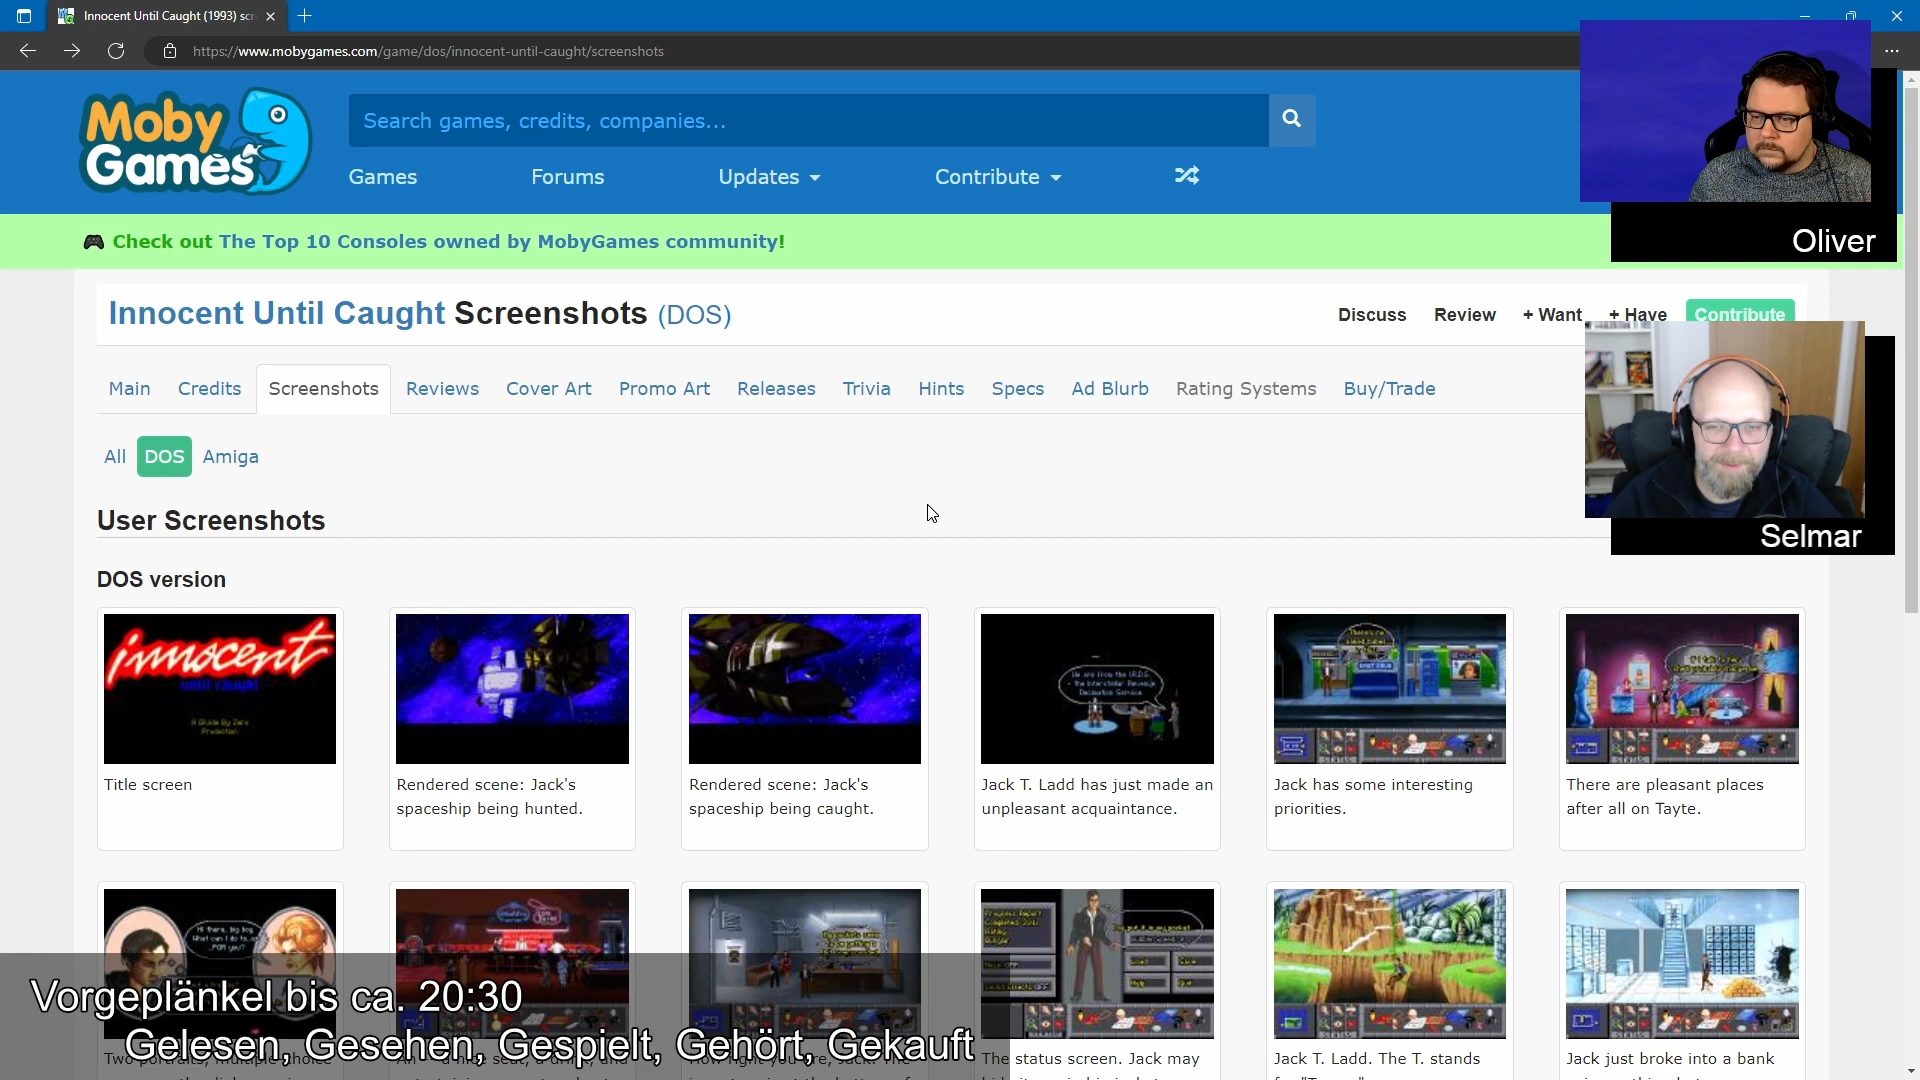 Innocent Until Caught (1993) scr
https://www.mobygames.com/game/dos/innocent-until-caught/screenshots
Moby
Games
Search games, credits, companies...
Games
Forums
Updates
Contribute
Oliver
Check out The Top 10 Consoles owned by MobyGames community!
Innocent Until Caught Screenshots (DOS)
Discuss
Review
+ Want
+ Have
Contribute
Main
Credits
Screenshots
Reviews
Cover Art
Promo Art
Releases
Trivia
Hints
Specs
Ad Blurb
Rating Systems
Buy/Trade
All
DOS
Amiga
User Screenshots
Selmar
DOS version
innocent
until caught
Title screen
Rendered scene: Jack's
spaceship being hunted.
Rendered scene: Jack's
spaceship being caught.
Jack T. Ladd has just made an
unpleasant acquaintance.
Jack has some interesting
priorities.
There are pleasant places
after all on Tayte.
Vorgeplänkel bis ca. 20:30
Gelesen, Gesehen, Gespielt, Gehört, Gekauft
The status screen. Jack may
Jack T. Ladd. The T. stands
Jack just broke into a bank